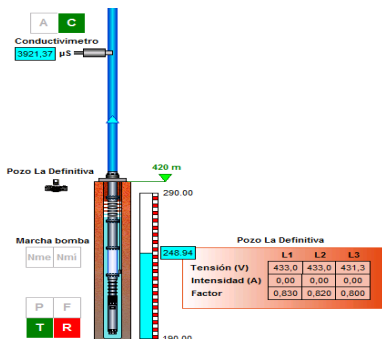 A C
Conductivimetro
3921,37 µS
Pozo La Definitiva
420 m
290.00
Marcha bomba
Nme Nmi
248.94
Pozo La Definitiva
L1 L2 L3
Tensión (V) 433,0 433,0 431,3
Intensidad (A) 0,00 0,00 0,00
Factor 0,830 0,820 0,800
P F
T R
190.00